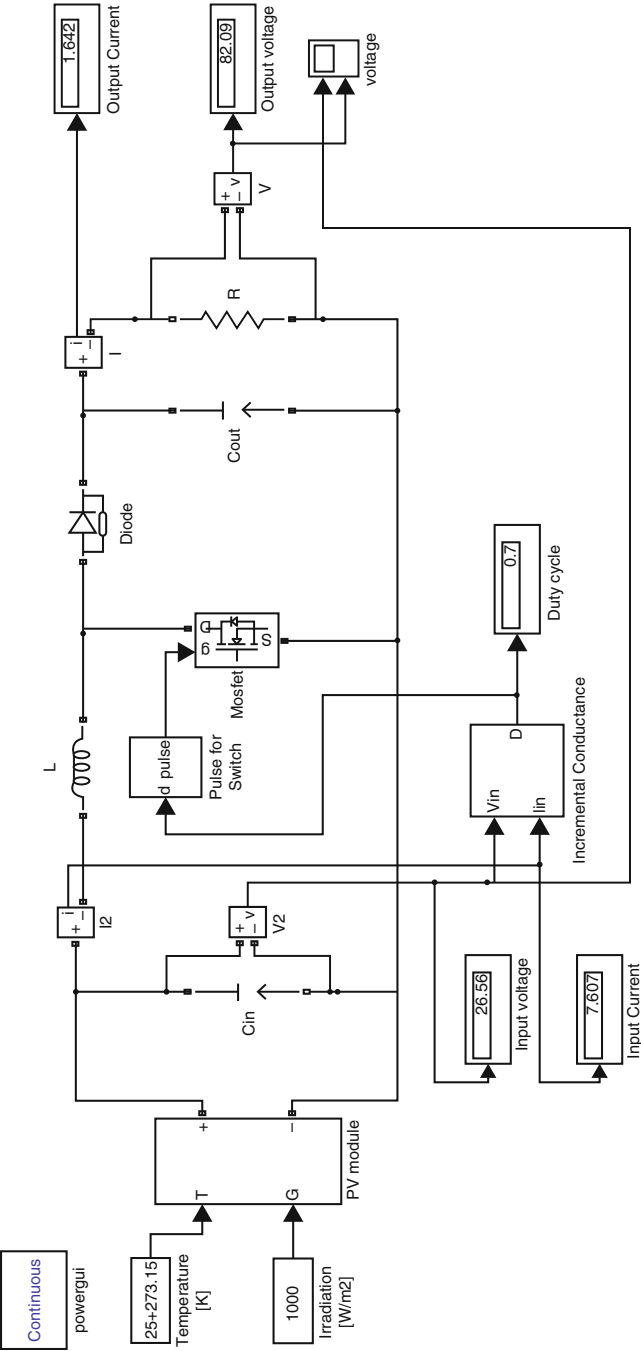 Continuous
powergui
25+273.15
Temperature
[K]
1000
Irradiation
[W/m2]
T
G
+
−
PV module
Cin
+ i
−
I2
+ v
−
V2
26.56
Input voltage
7.607
Input Current
L
d pulse
Pulse for
Switch
g
D
S
Mosfet
Vin
Iin
D
Incremental Conductance
0.7
Duty cycle
Diode
Cout
+ i
−
I
R
+ v
−
V
1.642
Output Current
82.09
Output voltage
voltage